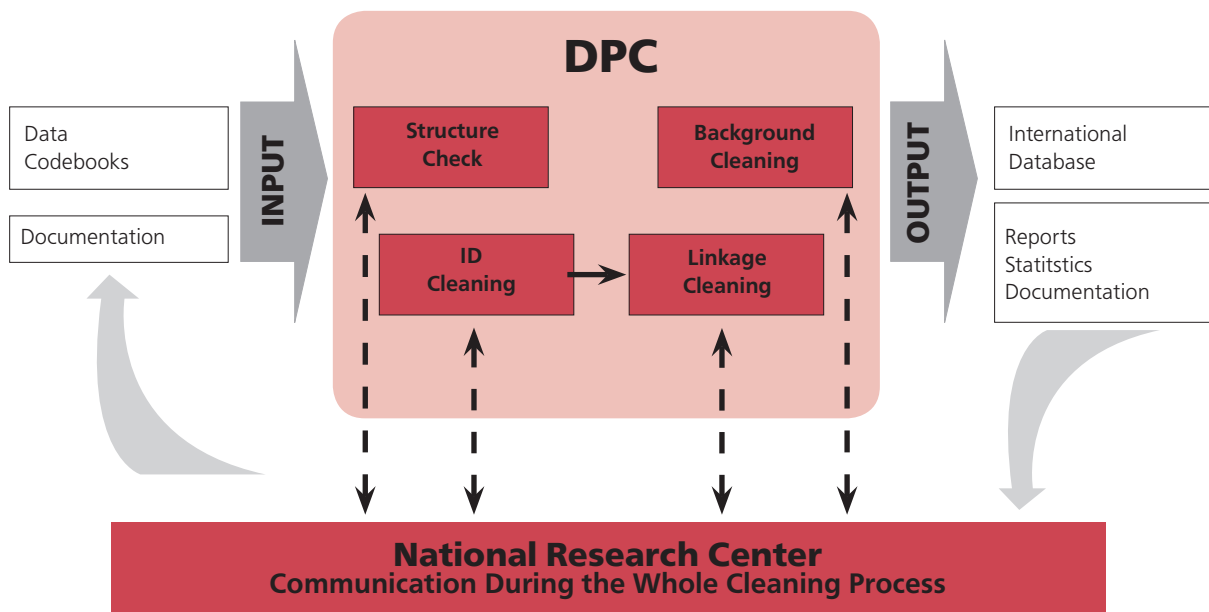 DPC
Data
Codebooks
Documentation
INPUT
Structure
Check
Background
Cleaning
ID
Cleaning
Linkage
Cleaning
OUTPUT
International
Database
Reports
Statitstics
Documentation
National Research Center
Communication During the Whole Cleaning Process